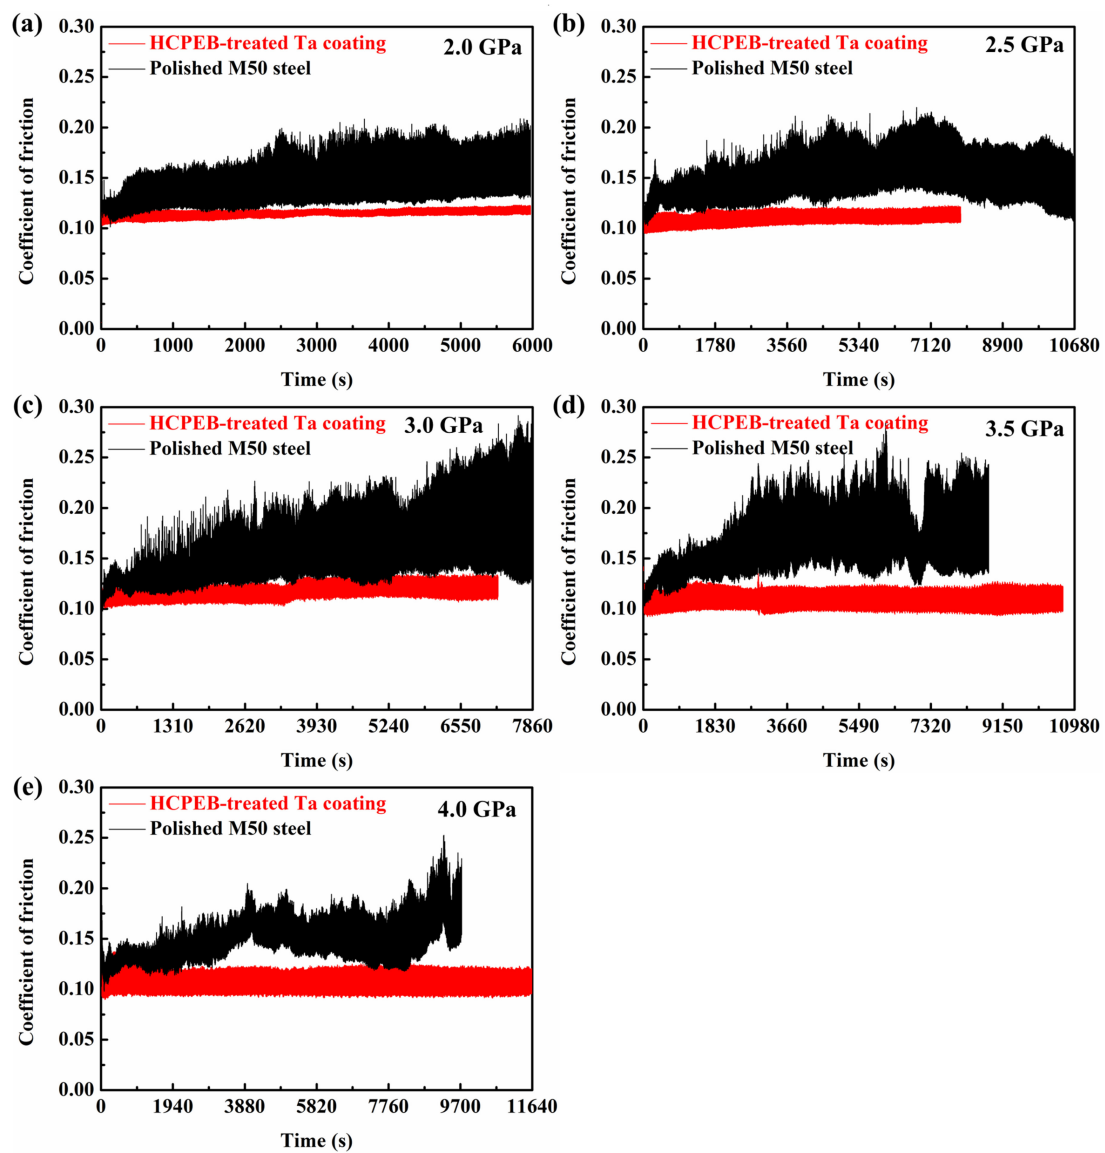 (a)
HCPEB-treated Ta coating
Polished M50 steel
2.0 GPa
Coefficient of friction
0.30
0.25
0.20
0.15
0.10
0.05
0.00
0 1000 2000 3000 4000 5000 6000
Time (s)
(b)
HCPEB-treated Ta coating
Polished M50 steel
2.5 GPa
Coefficient of friction
0.30
0.25
0.20
0.15
0.10
0.05
0.00
0 1780 3560 5340 7120 8900 10680
Time (s)
(c)
HCPEB-treated Ta coating
Polished M50 steel
3.0 GPa
Coefficient of friction
0.30
0.25
0.20
0.15
0.10
0.05
0.00
0 1310 2620 3930 5240 6550 7860
Time (s)
(d)
HCPEB-treated Ta coating
Polished M50 steel
3.5 GPa
Coefficient of friction
0.30
0.25
0.20
0.15
0.10
0.05
0.00
0 1830 3660 5490 7320 9150 10980
Time (s)
(e)
HCPEB-treated Ta coating
Polished M50 steel
4.0 GPa
Coefficient of friction
0.30
0.25
0.20
0.15
0.10
0.05
0.00
0 1940 3880 5820 7760 9700 11640
Time (s)